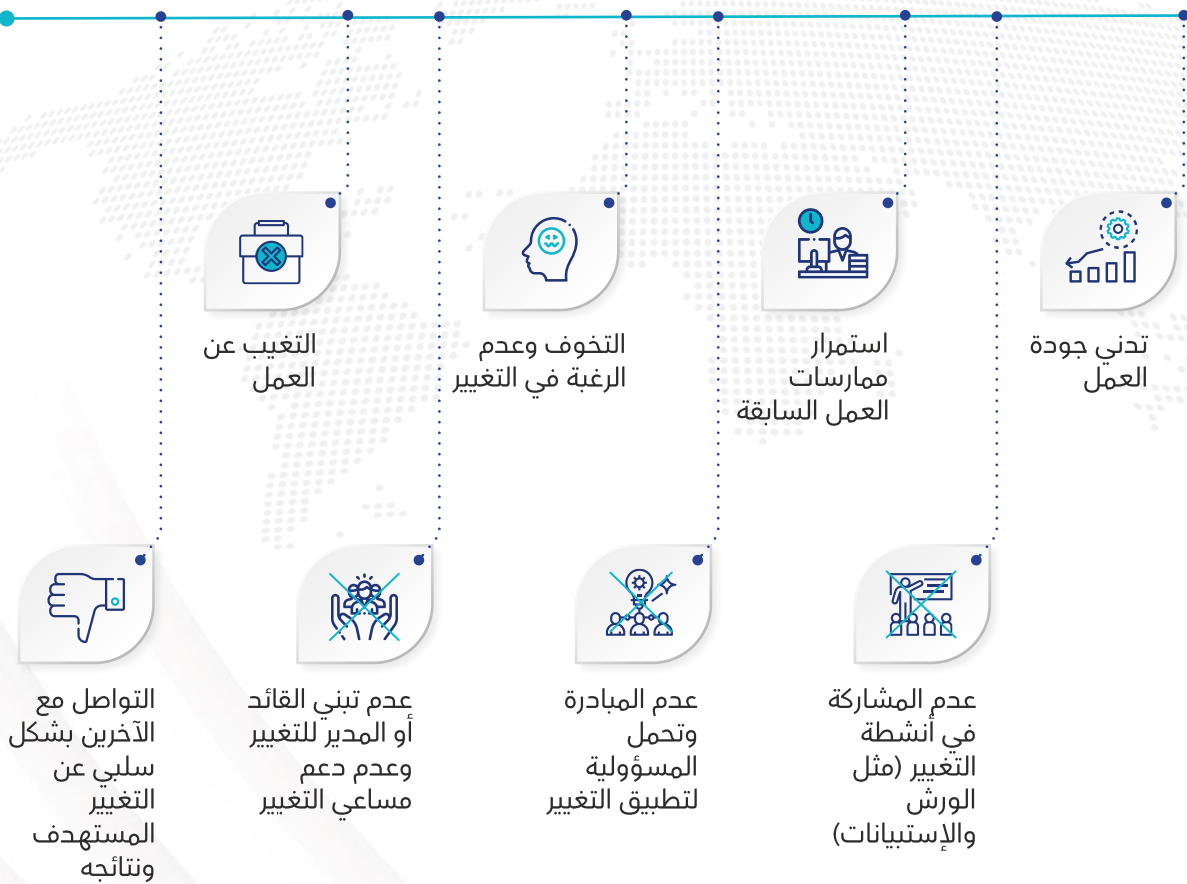 تدني جودة
العمل
استمرار
ممارسات
العمل السابقة
التخوف وعدم
الرغبة في التغيير
التغيب عن
العمل
عدم المشاركة
في أنشطة
التغيير (مثل
الورش
والإستبيانات)
عدم المبادرة
وتحمل
المسؤولية
لتطبيق التغيير
عدم تبني القائد
أو المدير للتغيير
وعدم دعم
مساعي التغيير
التواصل مع
الآخرين بشكل
سلبي عن
التغيير
المستهدف
ونتائجه